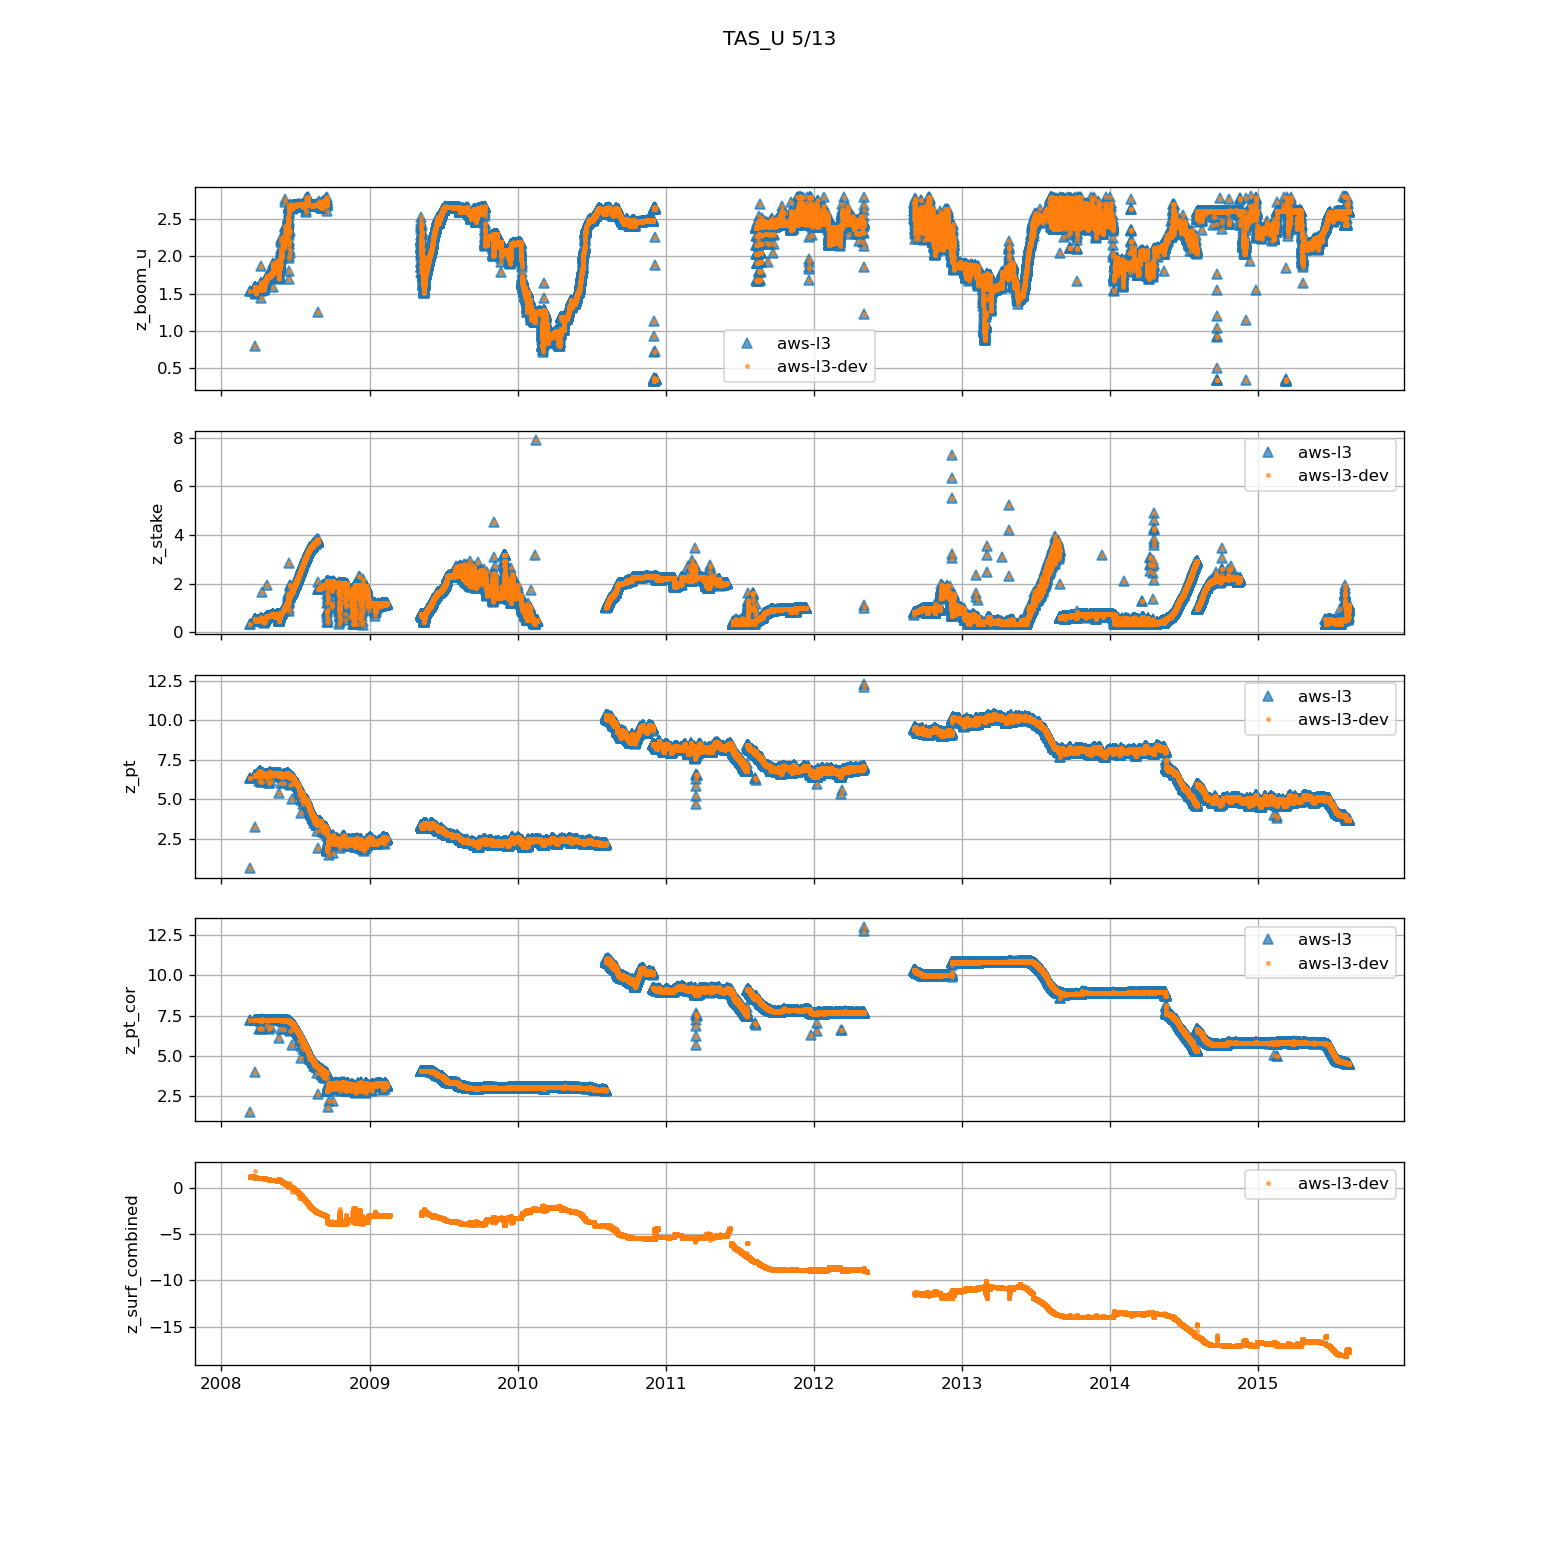 TAS_U 5/13
2.5
2.0
1.5
1.0
0.5
z_boom_u
aws-l3
aws-l3-dev
8
6
4
2
0
z_stake
aws-l3
aws-l3-dev
12.5
10.0
7.5
5.0
2.5
z_pt
aws-l3
aws-l3-dev
12.5
10.0
7.5
5.0
2.5
z_pt_cor
aws-l3
aws-l3-dev
0
−5
−10
−15
z_surf_combined
aws-l3-dev
2008 2009 2010 2011 2012 2013 2014 2015